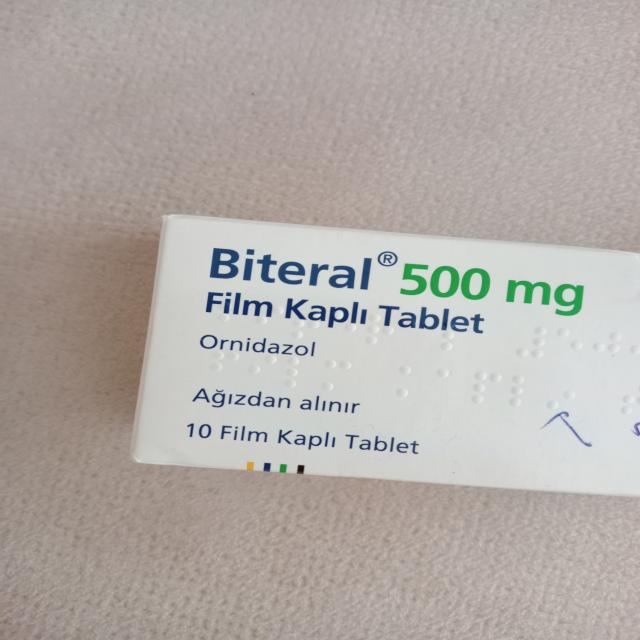 Biteral® 500 mg
Film Kaplı Tablet
Ornidazol
Ağızdan alınır
10 Film Kaplı Tablet